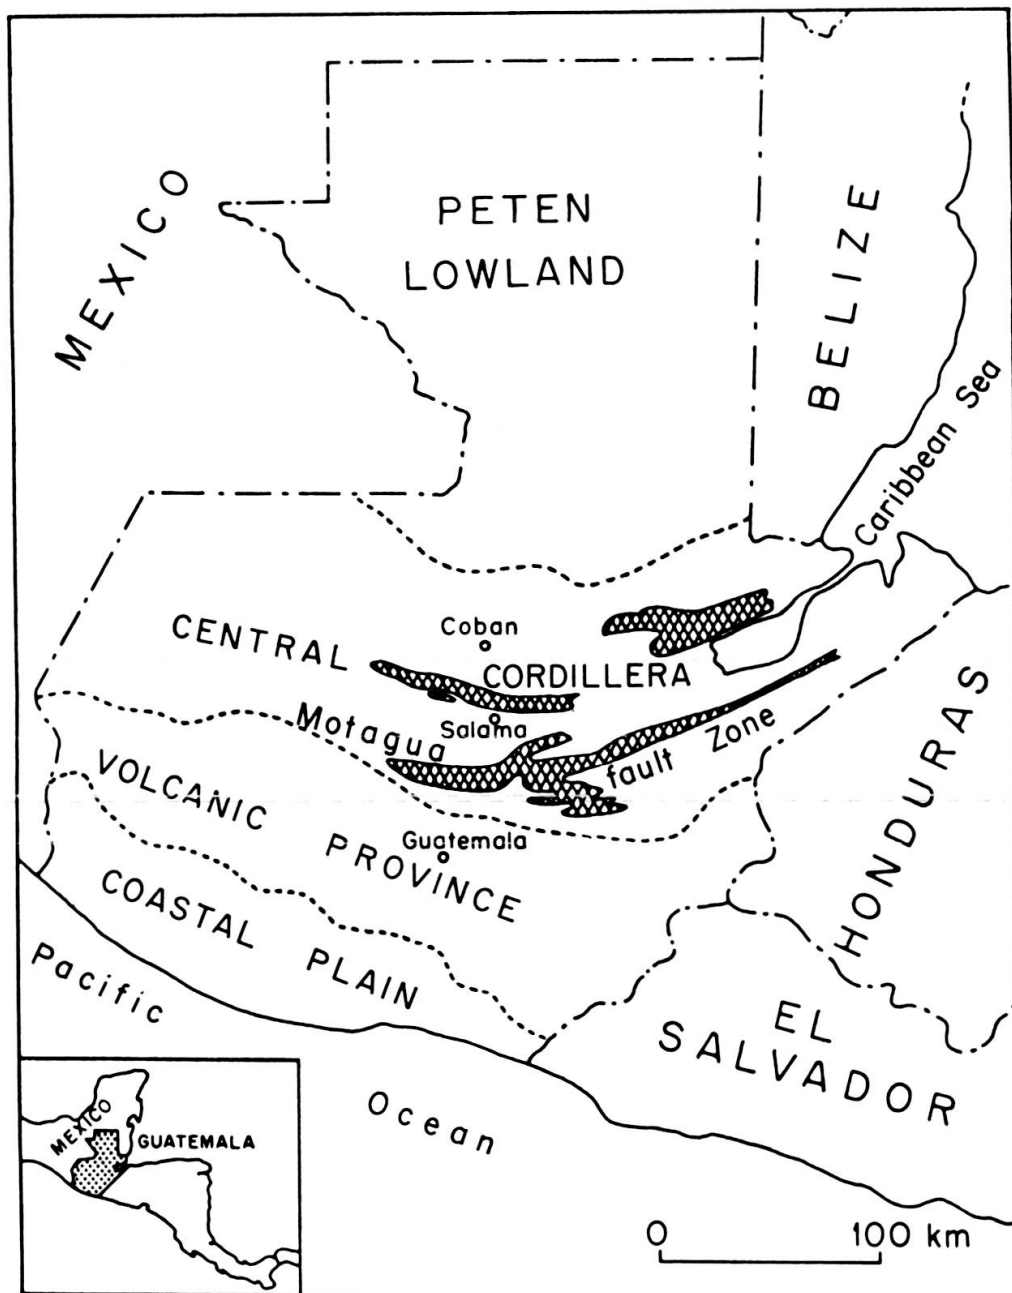 PETEN
LOWLAND
MEXICO
BELIZE
Caribbean Sea
Coban
CENTRAL
CORDILLERA
Salama
Motagua
fault Zone
VOLCANIC
PROVINCE
Guatemala
HONDURAS
COASTAL PLAIN
Pacific
Ocean
EL
SALVADOR
MEXICO
GUATEMALA
0 100 km